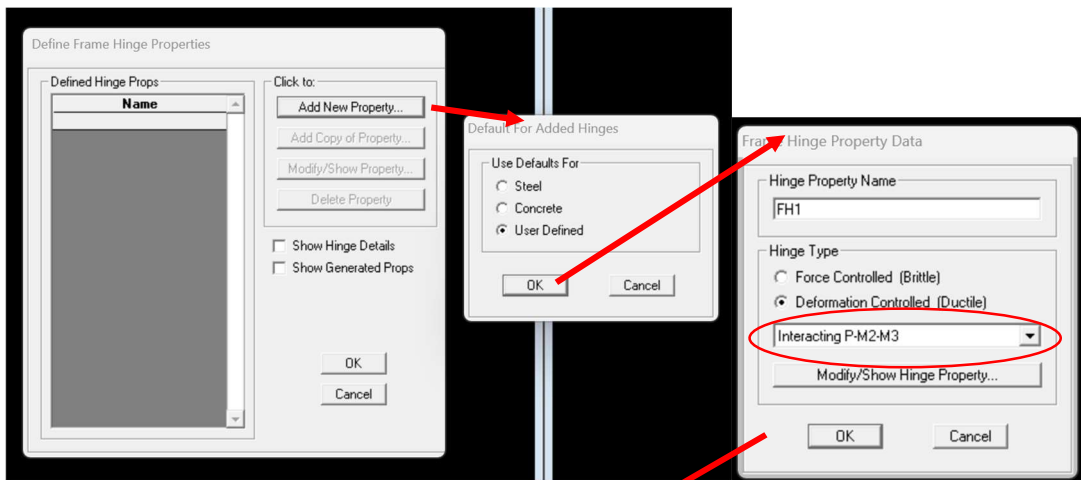 Define Frame Hinge Properties
Defined Hinge Props
Name
Click to:
Add New Property...
Add Copy of Property...
Modify/Show Property...
Delete Property
Show Hinge Details
Show Generated Props
OK
Cancel
Default For Added Hinges
Use Defaults For
Steel
Concrete
User Defined
OK
Cancel
Frame Hinge Property Data
Hinge Property Name
FH1
Hinge Type
Force Controlled (Brittle)
Deformation Controlled (Ductile)
Interacting P-M2-M3
Modify/Show Hinge Property...
OK
Cancel